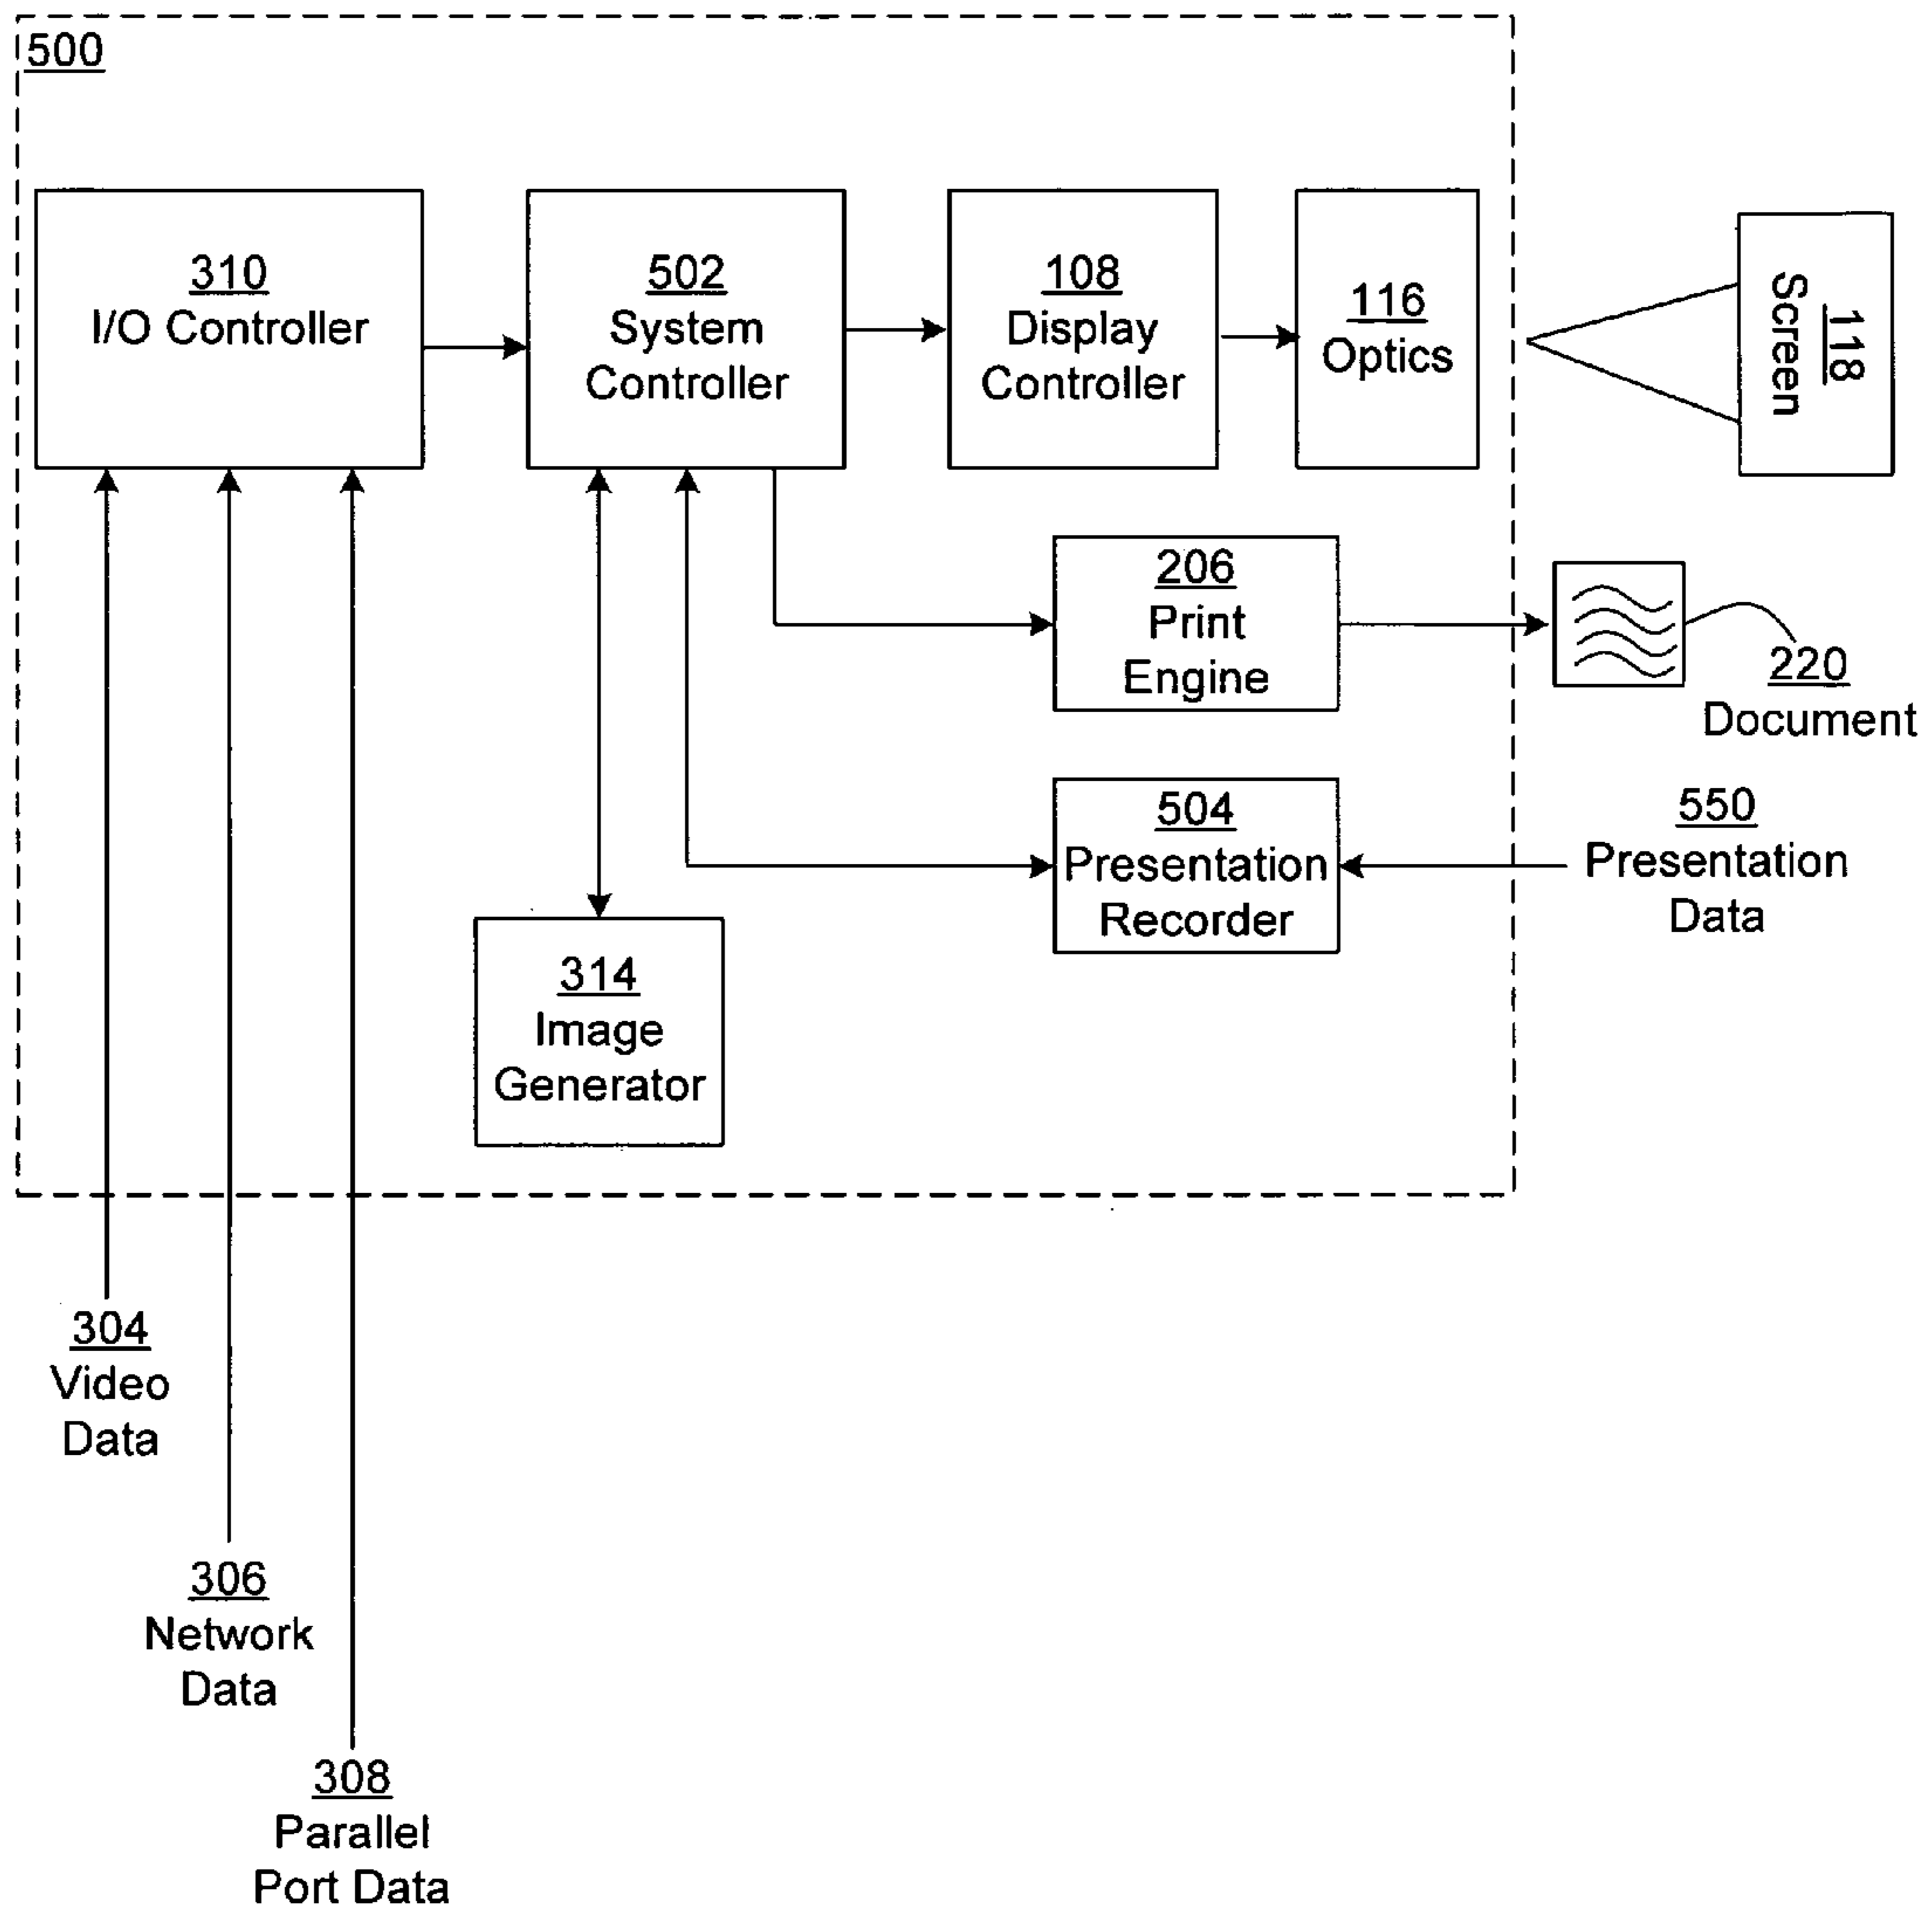 500
310
I/O Controller
502
System
Controller
108
Display
Controller
116
Optics
118
Screen
206
Print
Engine
220
Document
504
Presentation
Recorder
550
Presentation
Data
314
Image
Generator
304
Video
Data
306
Network
Data
308
Parallel
Port Data